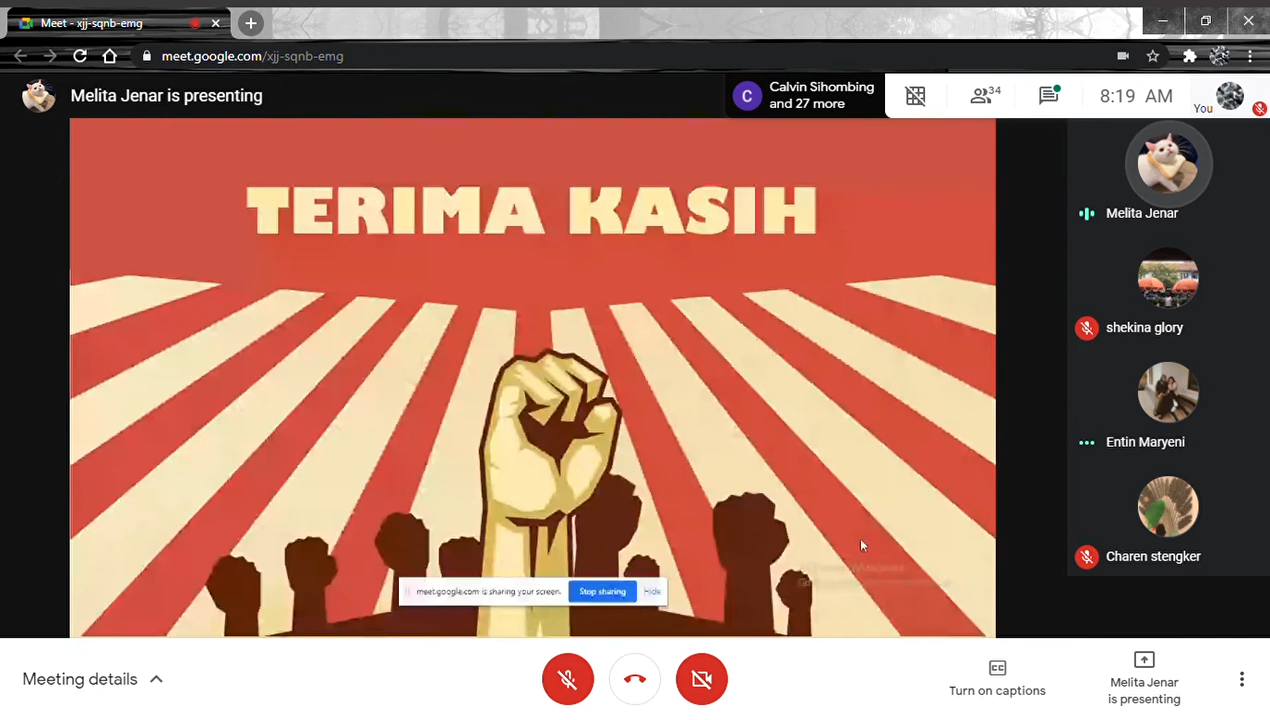 Meet - xjj-sqnb-emg
meet.google.com/xjj-sqnb-emg
Melita Jenar is presenting
Calvin Sihombing
and 27 more
C
34
8:19 AM
You
TERIMA KASIH
Melita Jenar
shekina glory
Entin Maryeni
Charen stengker
meet.google.com is sharing your screen.
Stop sharing
Hide
Meeting details
CC
Turn on captions
Melita Jenar
is presenting